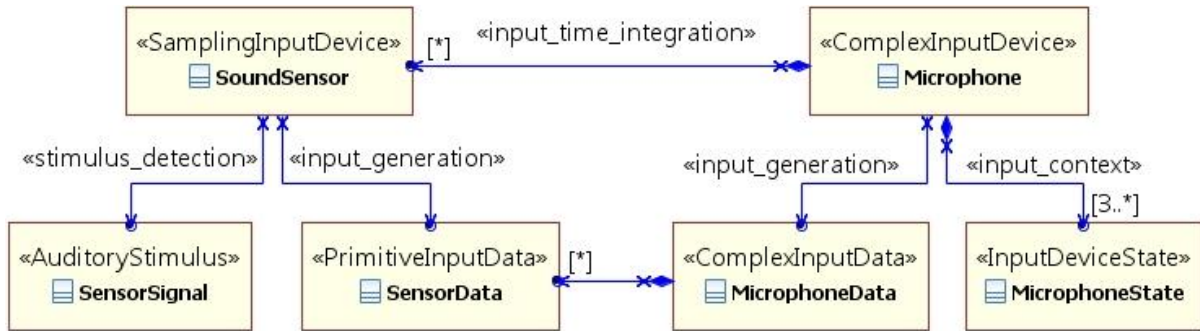 «SamplingInputDevice»
SoundSensor
[*]
«input_time_integration»
«ComplexInputDevice»
Microphone
«stimulus_detection»
«input_generation»
«input_generation»
«input_context»
[3..*]
«AuditoryStimulus»
SensorSignal
«PrimitiveInputData»
SensorData
[*]
«ComplexInputData»
MicrophoneData
«InputDeviceState»
MicrophoneState